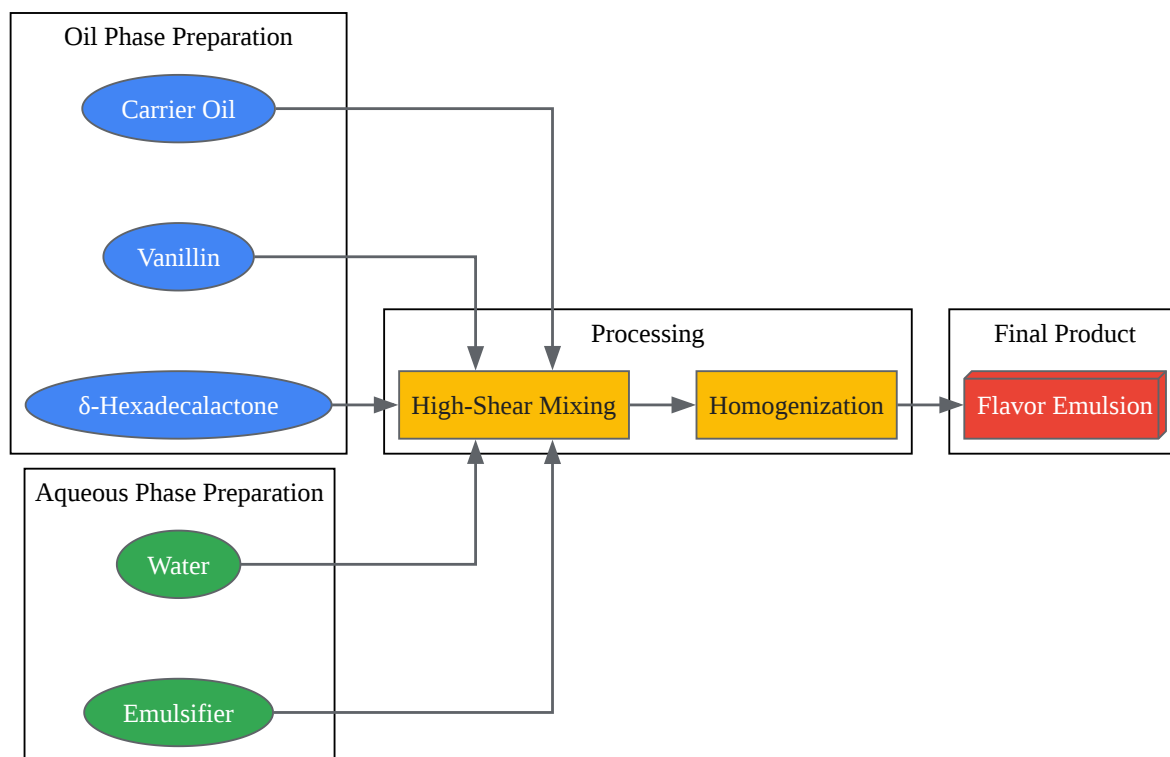 Oil Phase Preparation
Carrier Oil
Vanillin
δ-Hexadecalactone
Aqueous Phase Preparation
Water
Emulsifier
Processing
High-Shear Mixing
Homogenization
Final Product
Flavor Emulsion